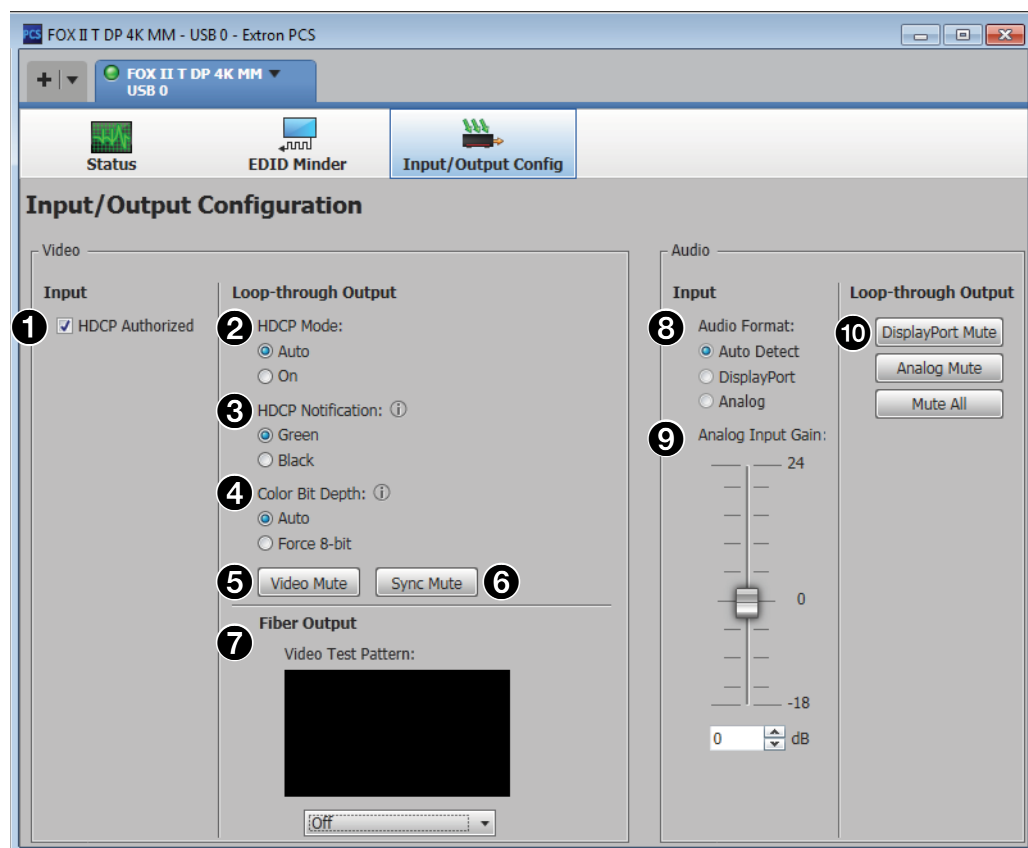 PCS FOX II T DP 4K MM - USB 0 - Extron PCS
FOX II T DP 4K MM
USB 0
Status
EDID Minder
Input/Output Config
Input/Output Configuration
Video
Input
1 HDCP Authorized
Loop-through Output
2 HDCP Mode:
Auto
On
3 HDCP Notification:
Green
Black
4 Color Bit Depth:
Auto
Force 8-bit
5 Video Mute
Sync Mute 6
Fiber Output
7
Video Test Pattern:
Off
Audio
Input
8 Audio Format:
Auto Detect
DisplayPort
Analog
9 Analog Input Gain:
24
0
-18
0 dB
Loop-through Output
10 DisplayPort Mute
Analog Mute
Mute All